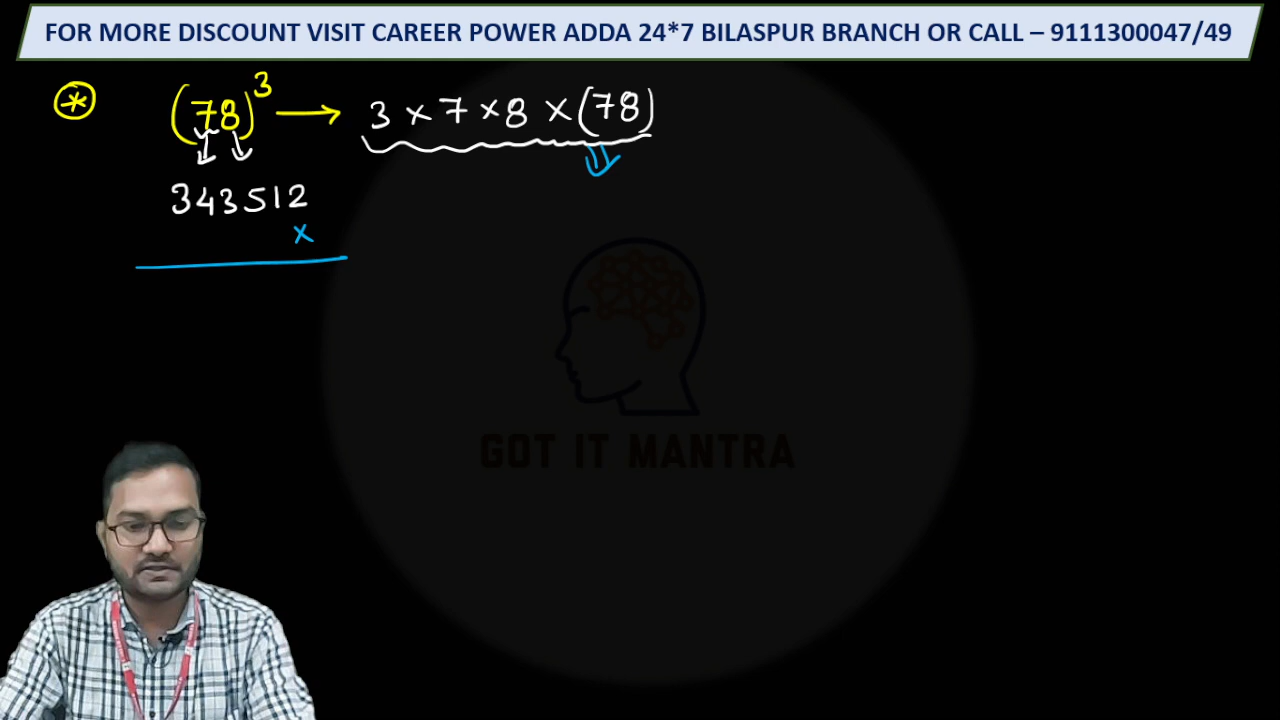 FOR MORE DISCOUNT VISIT CAREER POWER ADDA 24*7 BILASPUR BRANCH OR CALL – 9111300047/49
* (78)³ → 3 × 7 × 8 × (78)
343512
×
GOT IT MANTRA